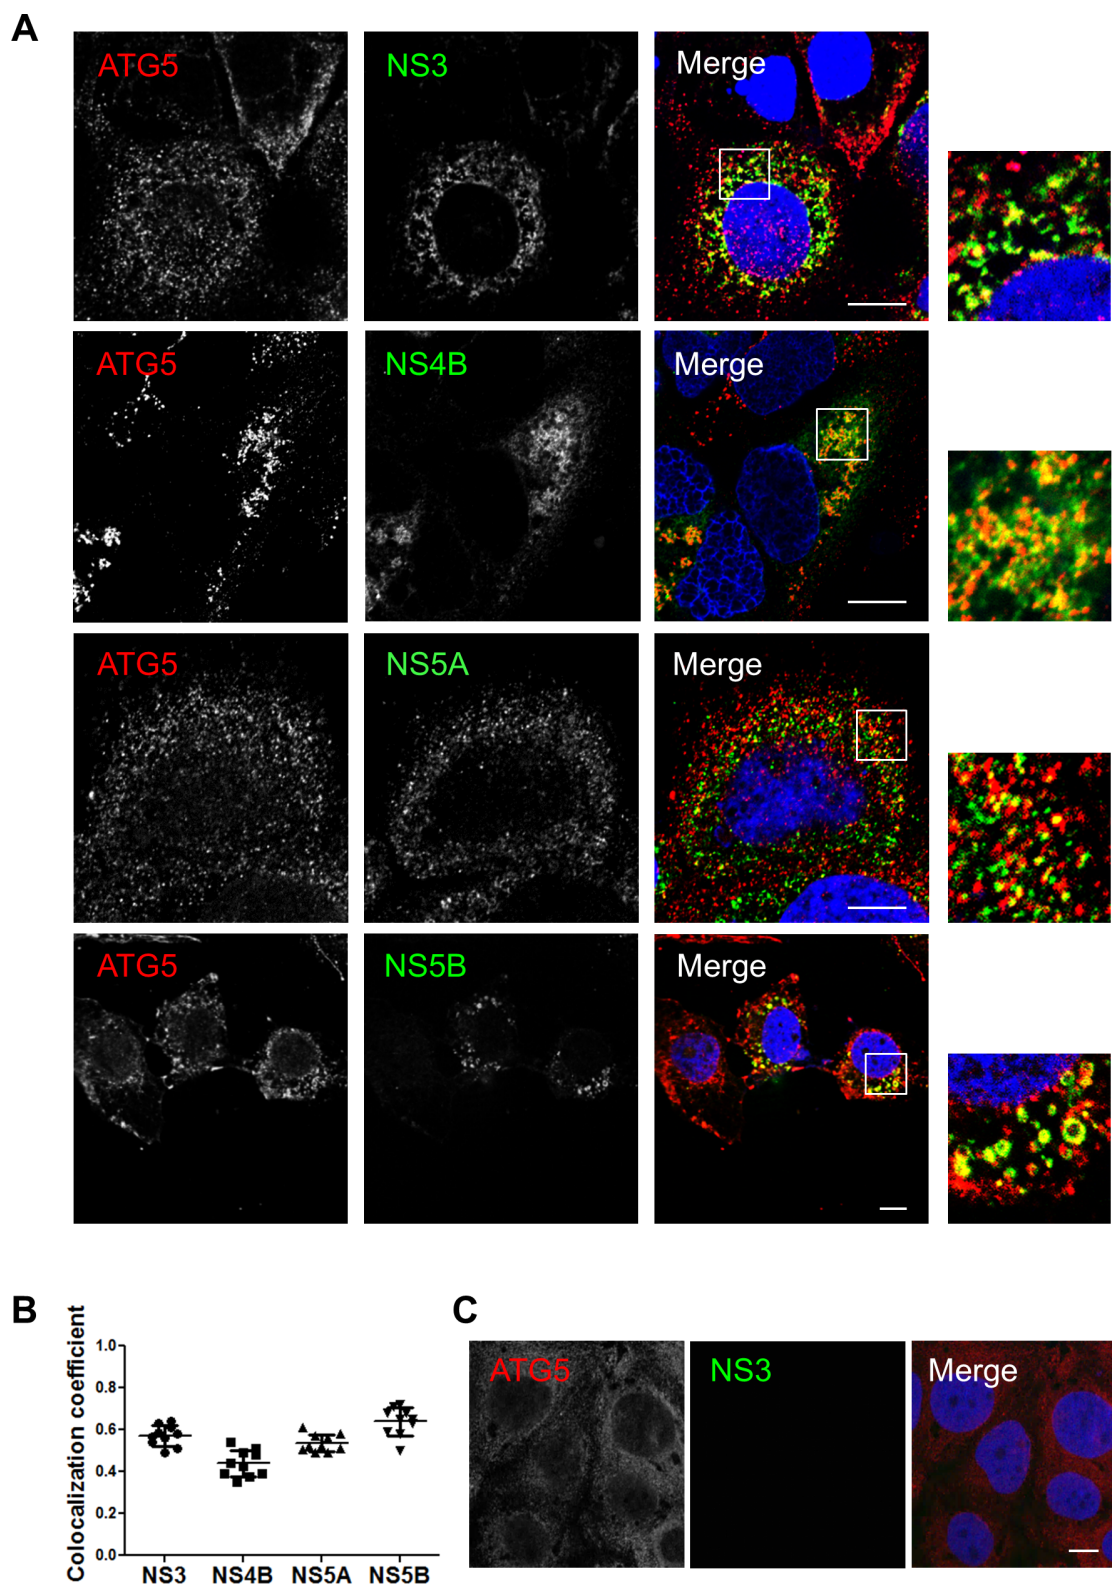 A
ATG5 NS3 Merge
ATG5 NS4B Merge
ATG5 NS5A Merge
ATG5 NS5B Merge
B
Colocalization coefficient
1.0
0.8
0.6
0.4
0.2
0.0
NS3 NS4B NS5A NS5B
C
ATG5 NS3 Merge